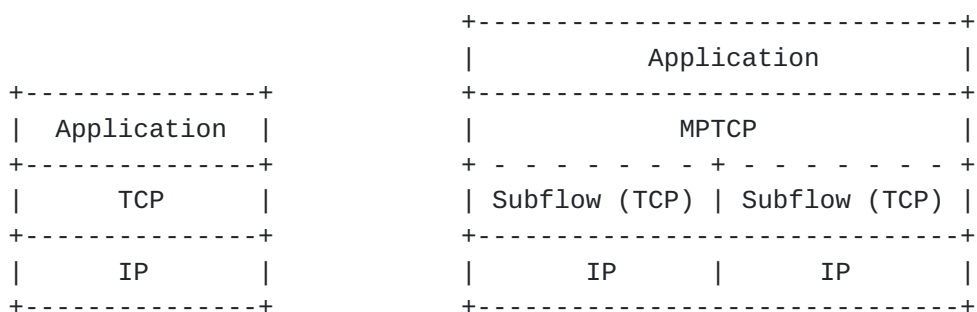 Application
Application
MPTCP
TCP
Subflow (TCP) Subflow (TCP)
IP
IP IP